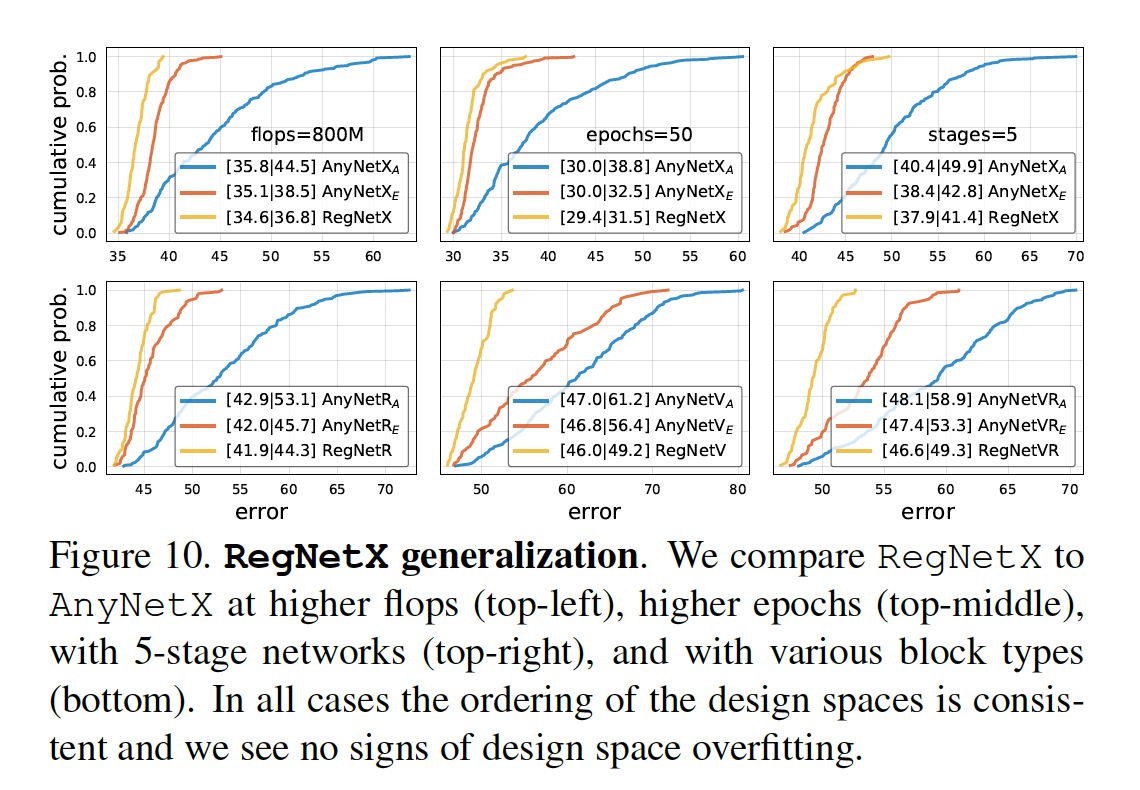 cumulative prob.
1.0
0.8
0.6
0.4
0.2
0.0
flops=800M
[35.8|44.5] AnyNetX_A
[35.1|38.5] AnyNetX_E
[34.6|36.8] RegNetX
35 40 45 50 55 60
epochs=50
[30.0|38.8] AnyNetX_A
[30.0|32.5] AnyNetX_E
[29.4|31.5] RegNetX
30 35 40 45 50 55 60
stages=5
[40.4|49.9] AnyNetX_A
[38.4|42.8] AnyNetX_E
[37.9|41.4] RegNetX
40 45 50 55 60 65 70
cumulative prob.
1.0
0.8
0.6
0.4
0.2
0.0
[42.9|53.1] AnyNetR_A
[42.0|45.7] AnyNetR_E
[41.9|44.3] RegNetR
45 50 55 60 65 70
error
[47.0|61.2] AnyNetV_A
[46.8|56.4] AnyNetV_E
[46.0|49.2] RegNetV
50 60 70 80
error
[48.1|58.9] AnyNetVR_A
[47.4|53.3] AnyNetVR_E
[46.6|49.3] RegNetVR
50 55 60 65 70
error
Figure 10. RegNetX generalization. We compare RegNetX to
AnyNetX at higher flops (top-left), higher epochs (top-middle),
with 5-stage networks (top-right), and with various block types
(bottom). In all cases the ordering of the design spaces is consis-
tent and we see no signs of design space overfitting.